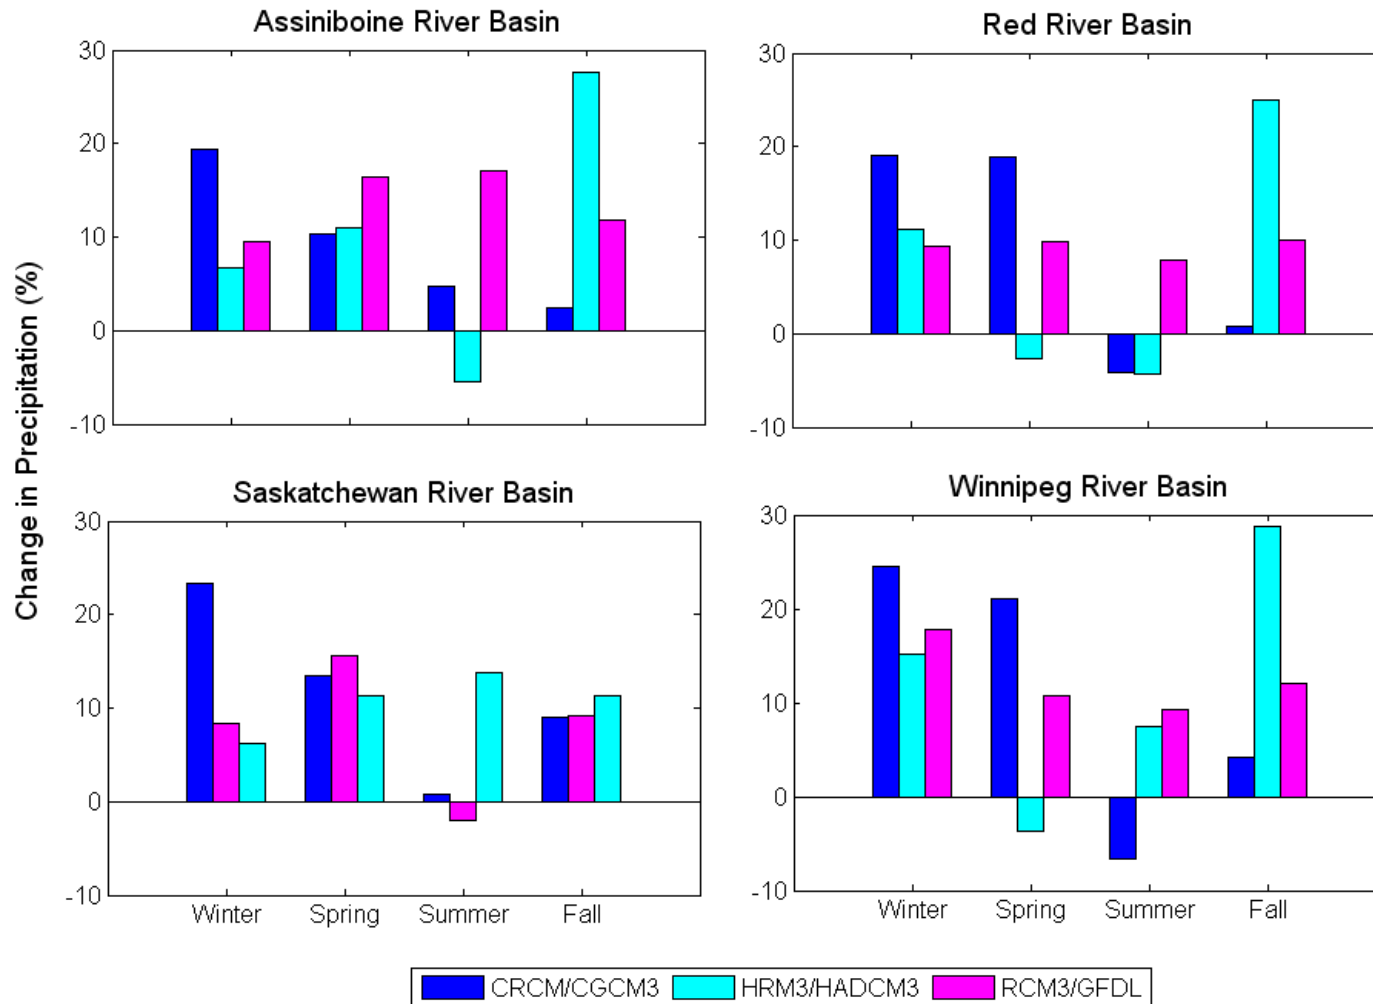 Assiniboine River Basin
Red River Basin
30
20
10
0
-10
30
20
10
0
-10
Change in Precipitation (%)
Saskatchewan River Basin
Winnipeg River Basin
30
20
10
0
-10
30
20
10
0
-10
Winter Spring Summer Fall
Winter Spring Summer Fall
CRCM/CGCM3 HRM3/HADCM3 RCM3/GFDL